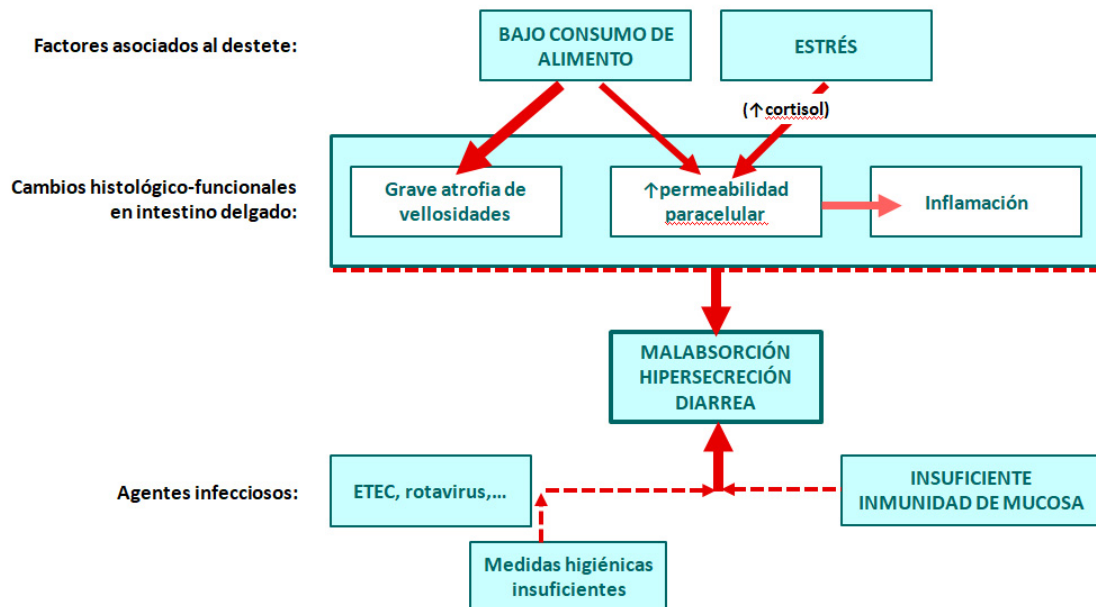 Factores asociados al destete:
BAJO CONSUMO DE
ALIMENTO
ESTRÉS
(↑cortisol)
Cambios histológico-funcionales
en intestino delgado:
Grave atrofia de
vellosidades
↑permeabilidad
paracelular
Inflamación
MALABSORCIÓN
HIPERSECRECIÓN
DIARREA
Agentes infecciosos:
ETEC, rotavirus,...
INSUFICIENTE
INMUNIDAD DE MUCOSA
Medidas higiénicas
insuficientes